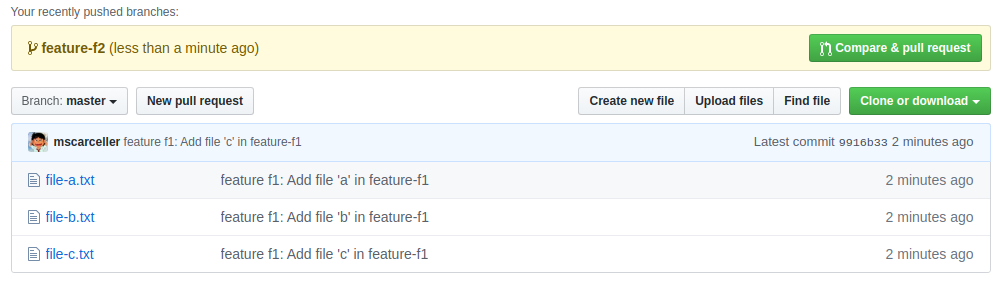 Your recently pushed branches:
feature-f2 (less than a minute ago) Compare & pull request
Branch: master New pull request Create new file Upload files Find file Clone or download
mscarceller feature f1: Add file 'c' in feature-f1 Latest commit 9916b33 2 minutes ago
file-a.txt feature f1: Add file 'a' in feature-f1 2 minutes ago
file-b.txt feature f1: Add file 'b' in feature-f1 2 minutes ago
file-c.txt feature f1: Add file 'c' in feature-f1 2 minutes ago